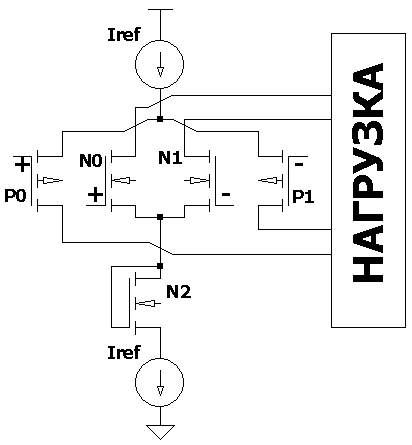 Iref
НАГРУЗКА
+ N0 N1 -
P0 + - P1
N2
Iref